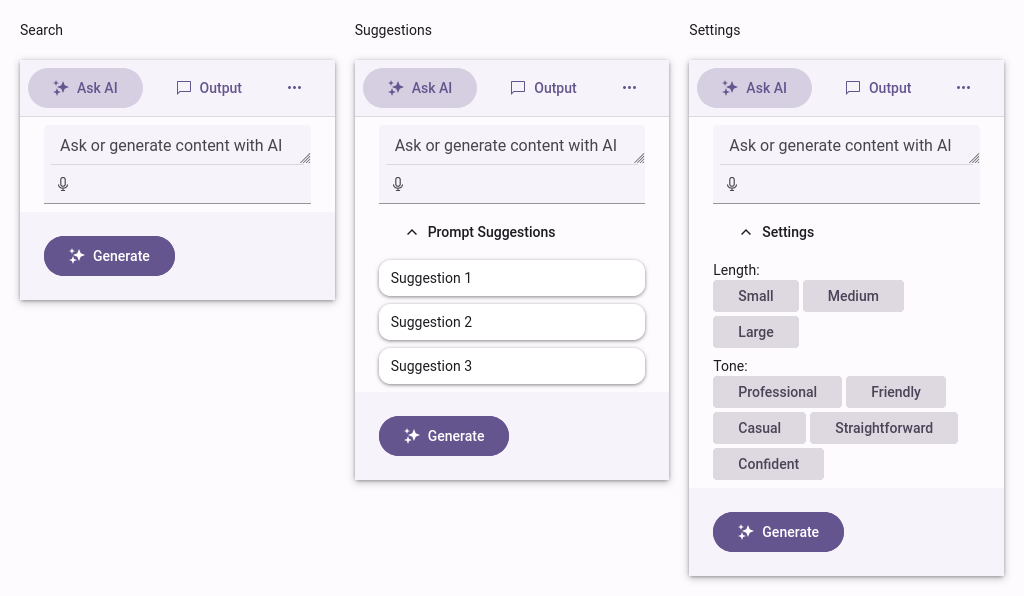 Search
Ask AI Output
Ask or generate content with AI
Generate
Suggestions
Ask AI Output
Ask or generate content with AI
Prompt Suggestions
Suggestion 1
Suggestion 2
Suggestion 3
Generate
Settings
Ask AI Output
Ask or generate content with AI
Settings
Length:
Small Medium
Large
Tone:
Professional Friendly
Casual Straightforward
Confident
Generate